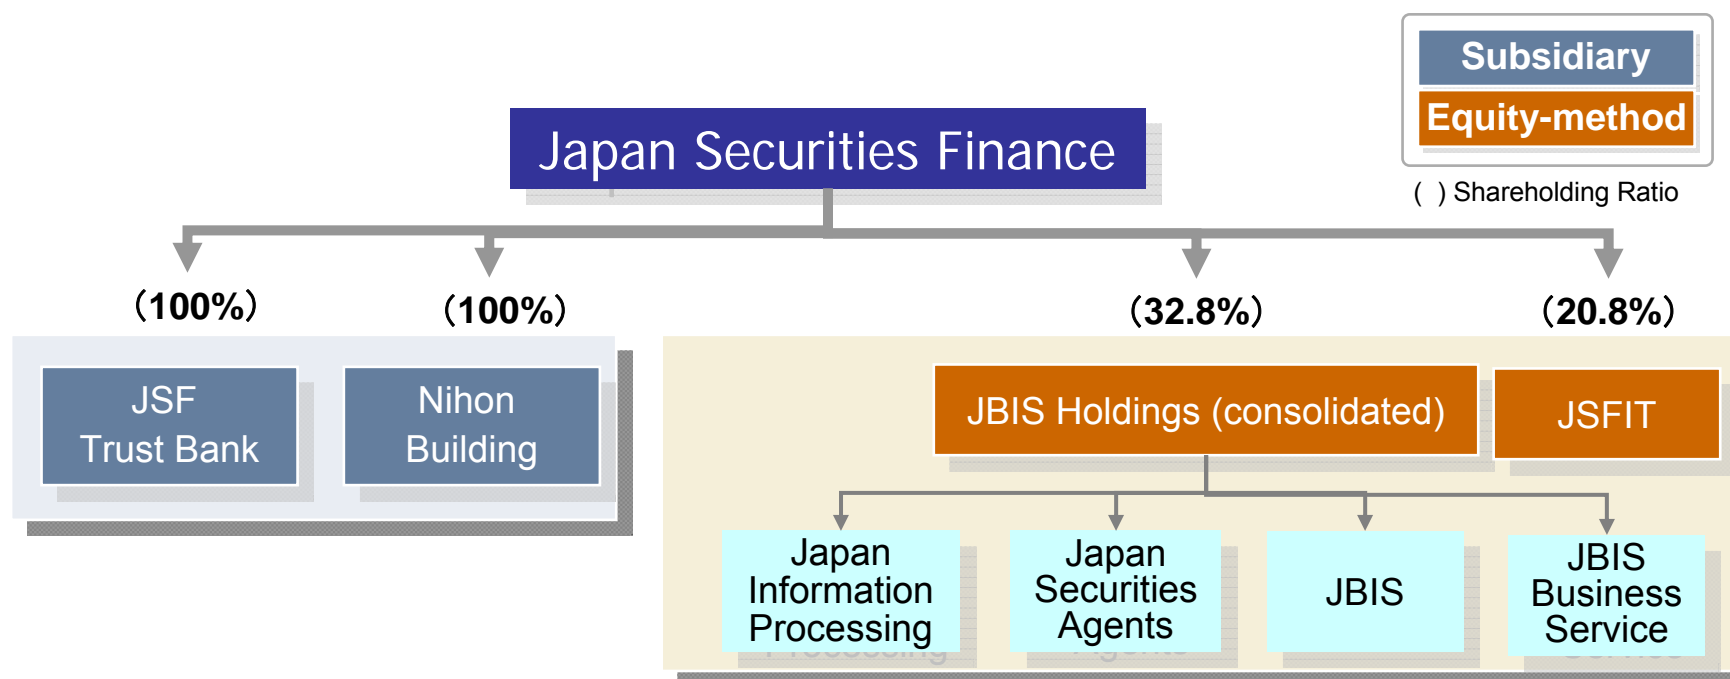 Subsidiary
Equity-method
( ) Shareholding Ratio
Japan Securities Finance
(100%)
(100%)
(32.8%)
(20.8%)
JSF
Trust Bank
Nihon
Building
JBIS Holdings (consolidated)
JSFIT
Japan
Information
Processing
Japan
Securities
Agents
JBIS
JBIS
Business
Service